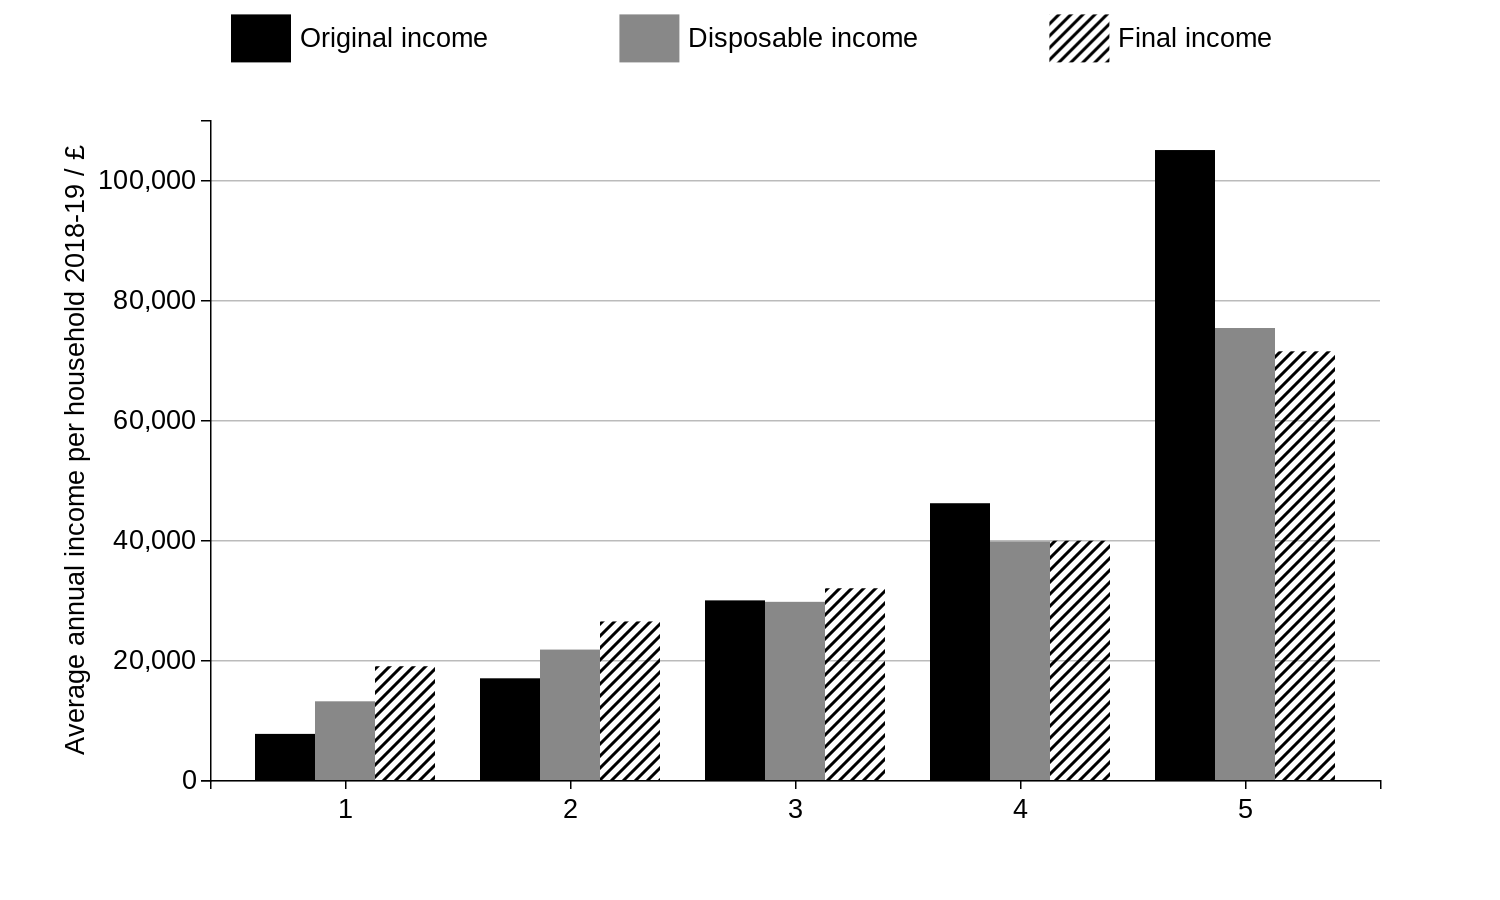 Original income
Disposable income
Final income
Average annual income per household 2018-19 / £
100,000
80,000
60,000
40,000
20,000
0
1
2
3
4
5